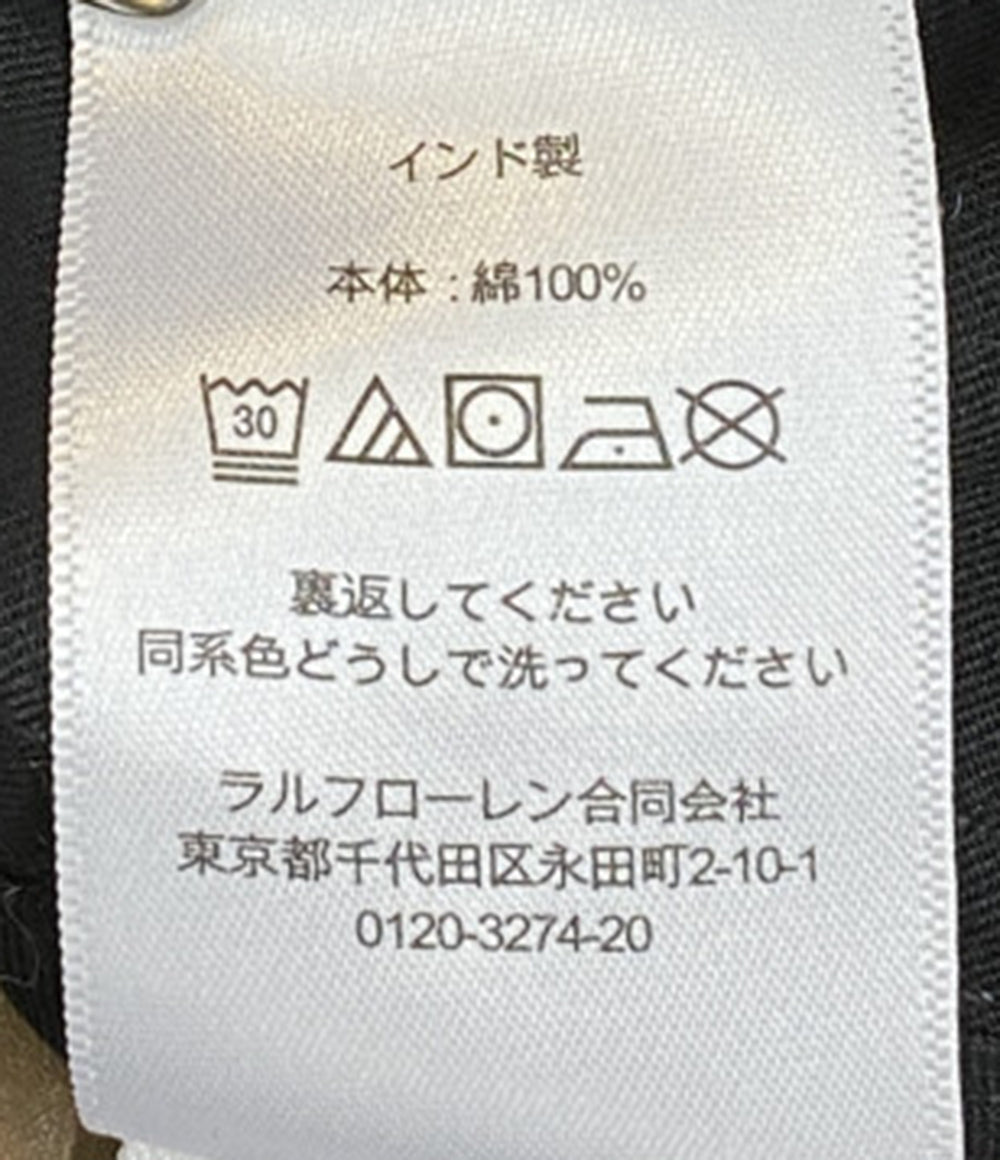 インド製
本体 : 綿100%
30
裏返してください
同系色どうしで洗ってください
ラルフローレン合同会社
東京都千代田区永田町2-10-1
0120-3274-20